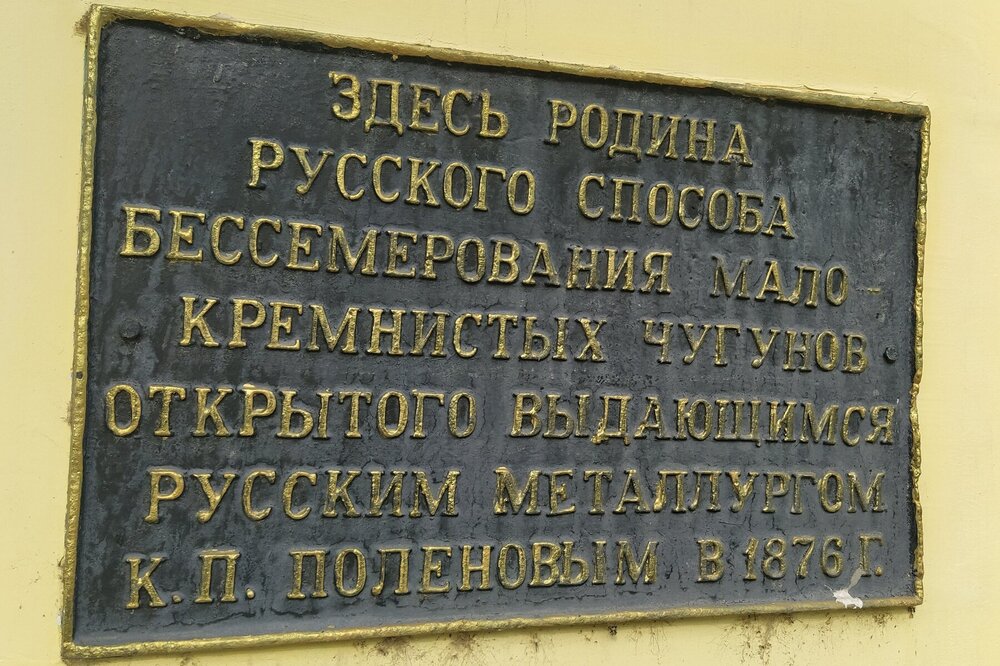 ЗДЕСЬ РОДИНА
РУССКОГО СПОСОБА
БЕССЕМЕРОВАНИЯ МАЛО-
КРЕМНИСТЫХ ЧУГУНОВ
ОТКРЫТОГО ВЫДАЮЩИМСЯ
РУССКИМ МЕТАЛЛУРГОМ
К. П. ПОЛЕНОВЫМ В 1876 Г.